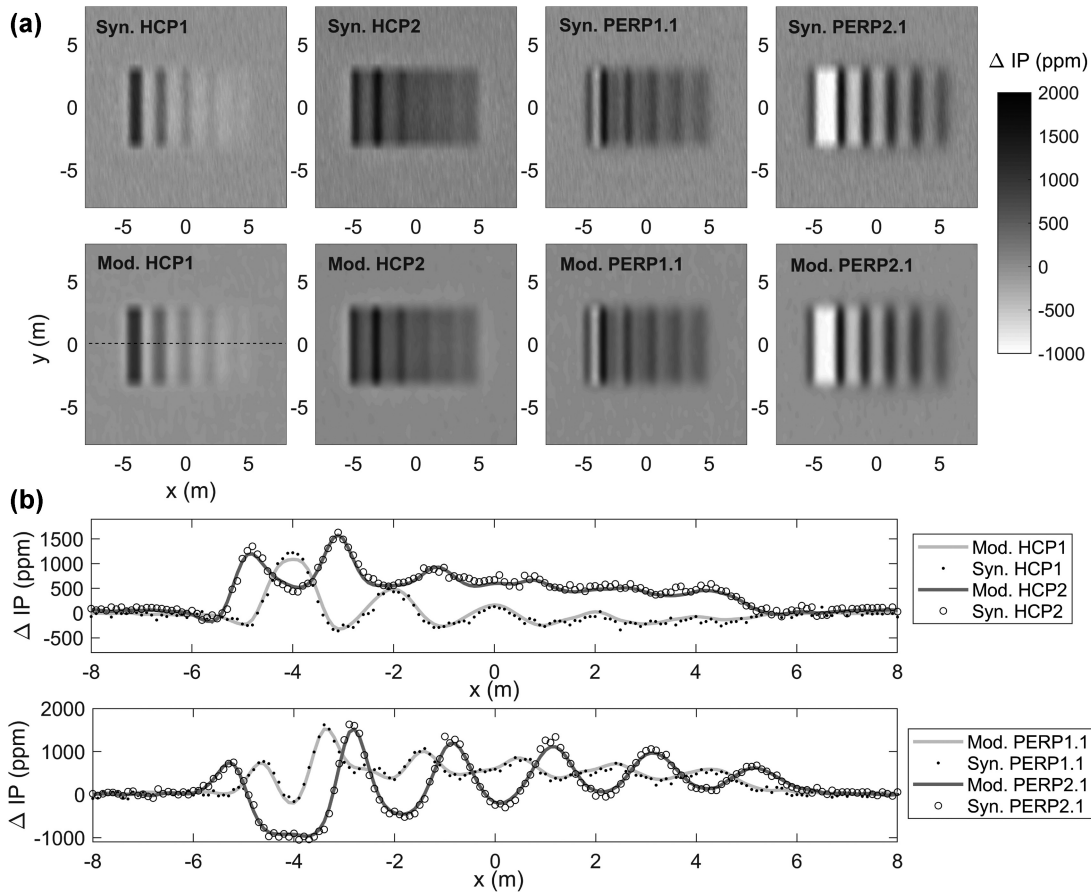 (a)
Syn. HCP1
Syn. HCP2
Syn. PERP1.1
Syn. PERP2.1
5
0
-5
5
0
-5
5
0
-5
5
0
-5
-5 0 5
-5 0 5
-5 0 5
-5 0 5
Δ IP (ppm)
2000
1500
1000
500
0
-500
-1000
Mod. HCP1
Mod. HCP2
Mod. PERP1.1
Mod. PERP2.1
y (m)
5
0
-5
5
0
-5
5
0
-5
5
0
-5
-5 0 5
-5 0 5
-5 0 5
-5 0 5
x (m)
(b)
Δ IP (ppm)
1500
1000
500
0
-500
-8 -6 -4 -2 0 2 4 6 8
x (m)
Mod. HCP1
Syn. HCP1
Mod. HCP2
Syn. HCP2
Δ IP (ppm)
2000
1000
0
-1000
-8 -6 -4 -2 0 2 4 6 8
x (m)
Mod. PERP1.1
Syn. PERP1.1
Mod. PERP2.1
Syn. PERP2.1